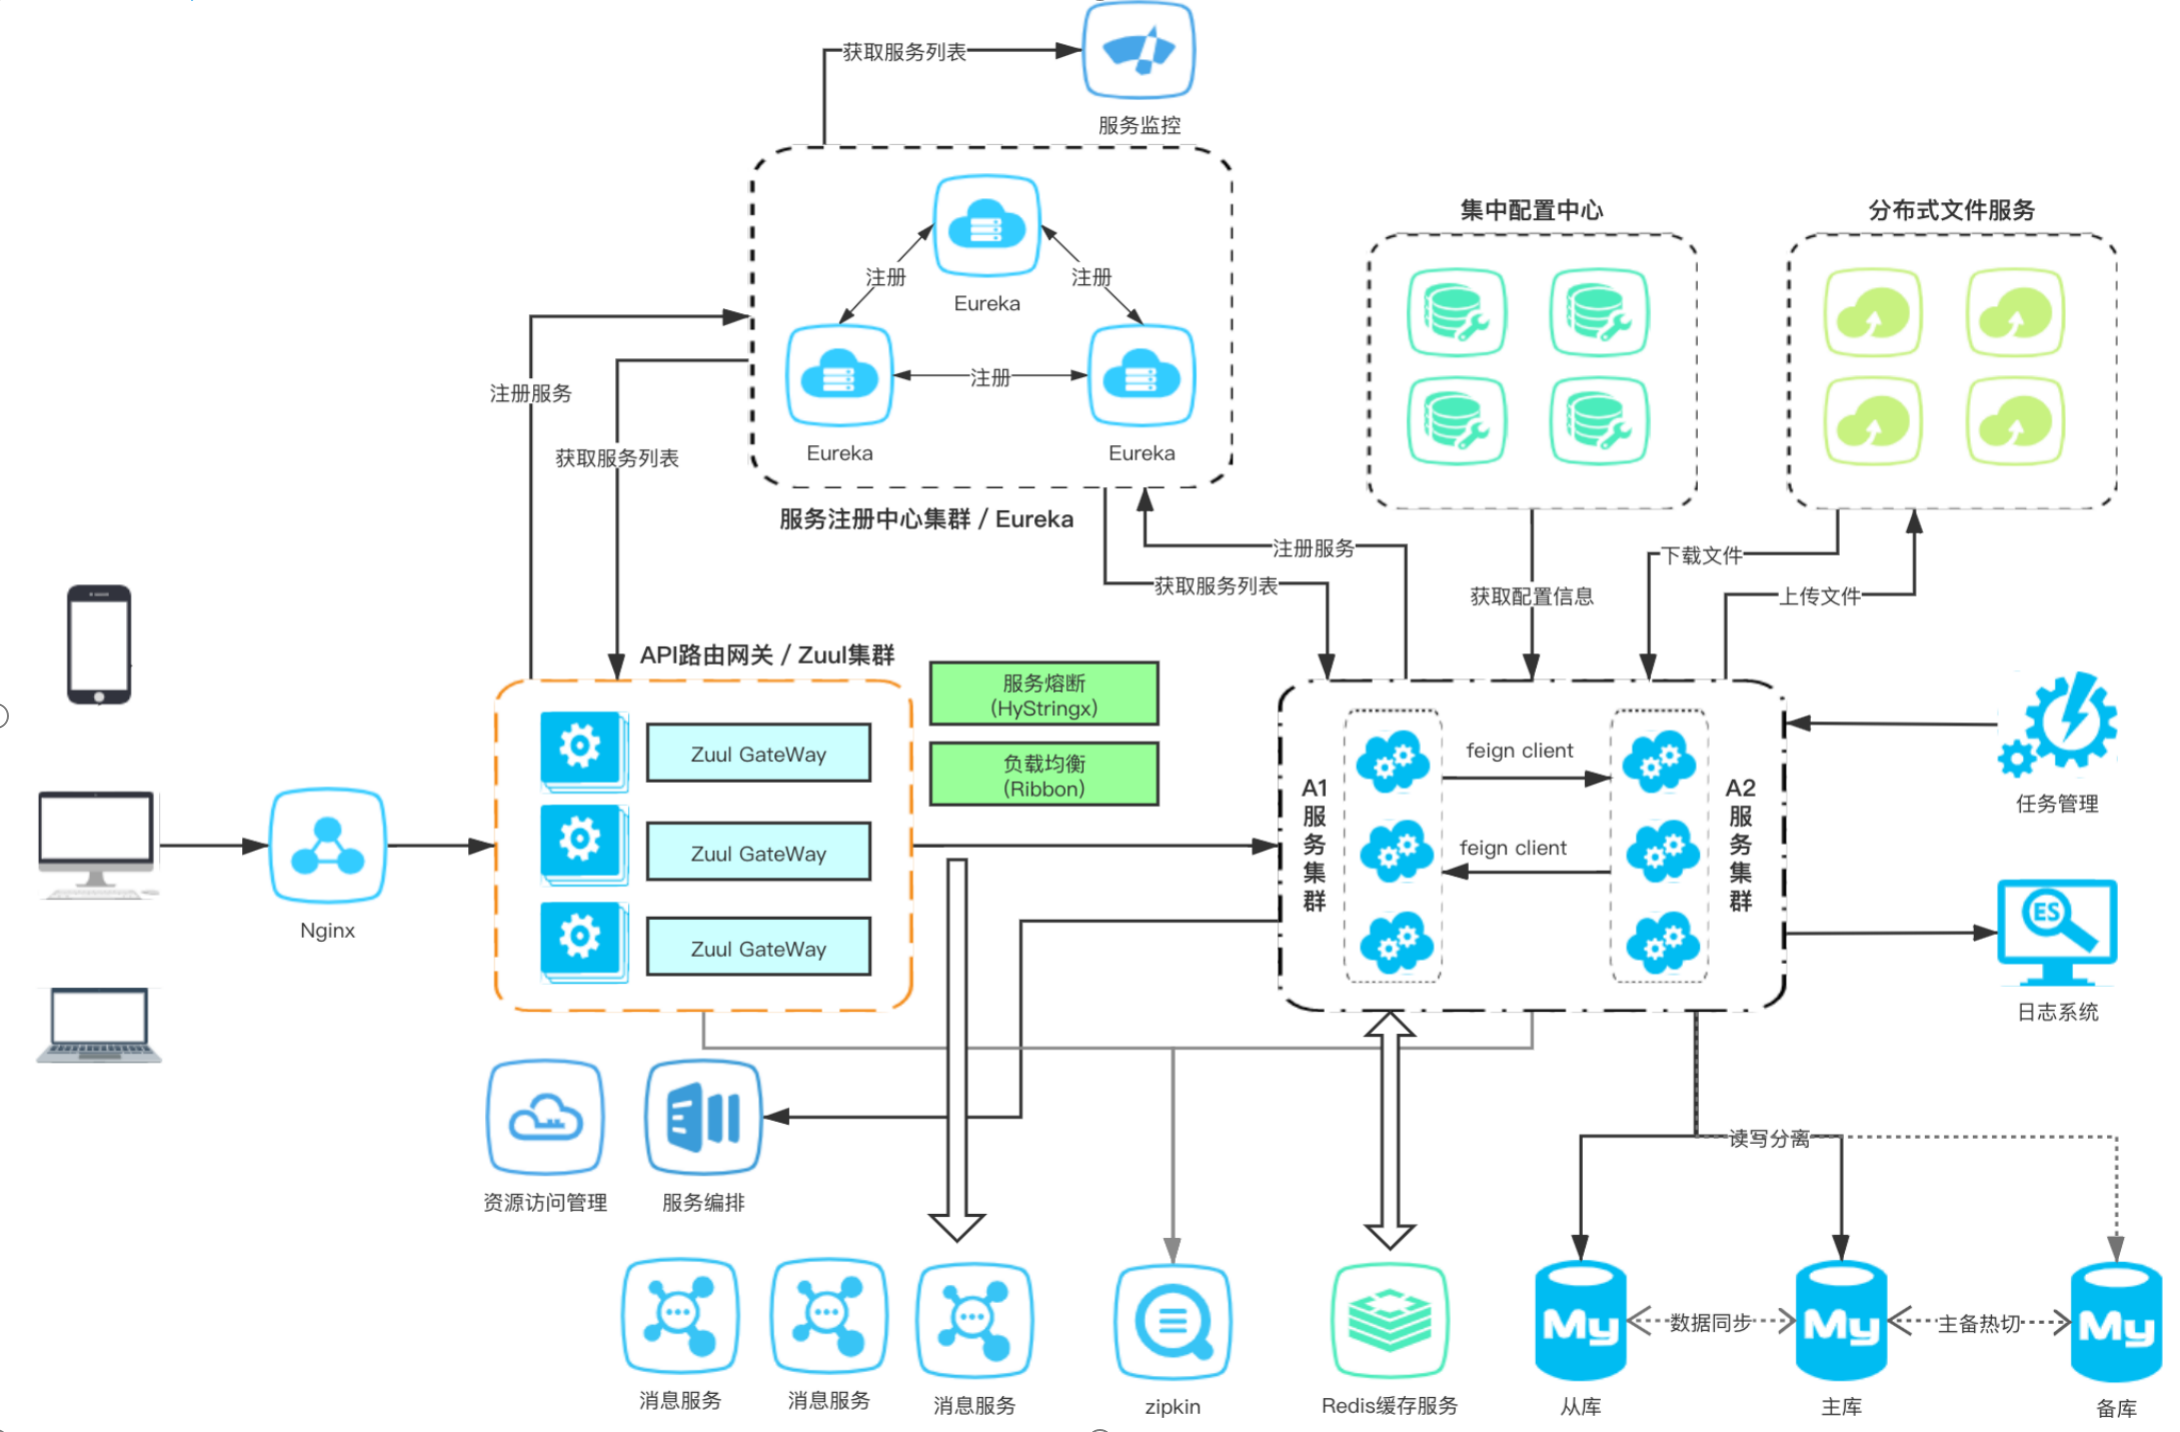 获取服务列表
服务监控
集中配置中心
分布式文件服务
注册
注册
Eureka
注册
注册服务
Eureka
Eureka
获取服务列表
服务注册中心集群 / Eureka
注册服务
下载文件
获取服务列表
获取配置信息
上传文件
API路由网关 / Zuul集群
服务熔断
(HyStringx)
Zuul GateWay
负载均衡
(Ribbon)
feign client
A1
服
务
集
群
A2
服
务
集
群
任务管理
Zuul GateWay
feign client
Nginx
Zuul GateWay
ES
日志系统
读写分离
资源访问管理
服务编排
My
数据同步
My
主备热切
My
消息服务
消息服务
消息服务
zipkin
Redis缓存服务
从库
主库
备库